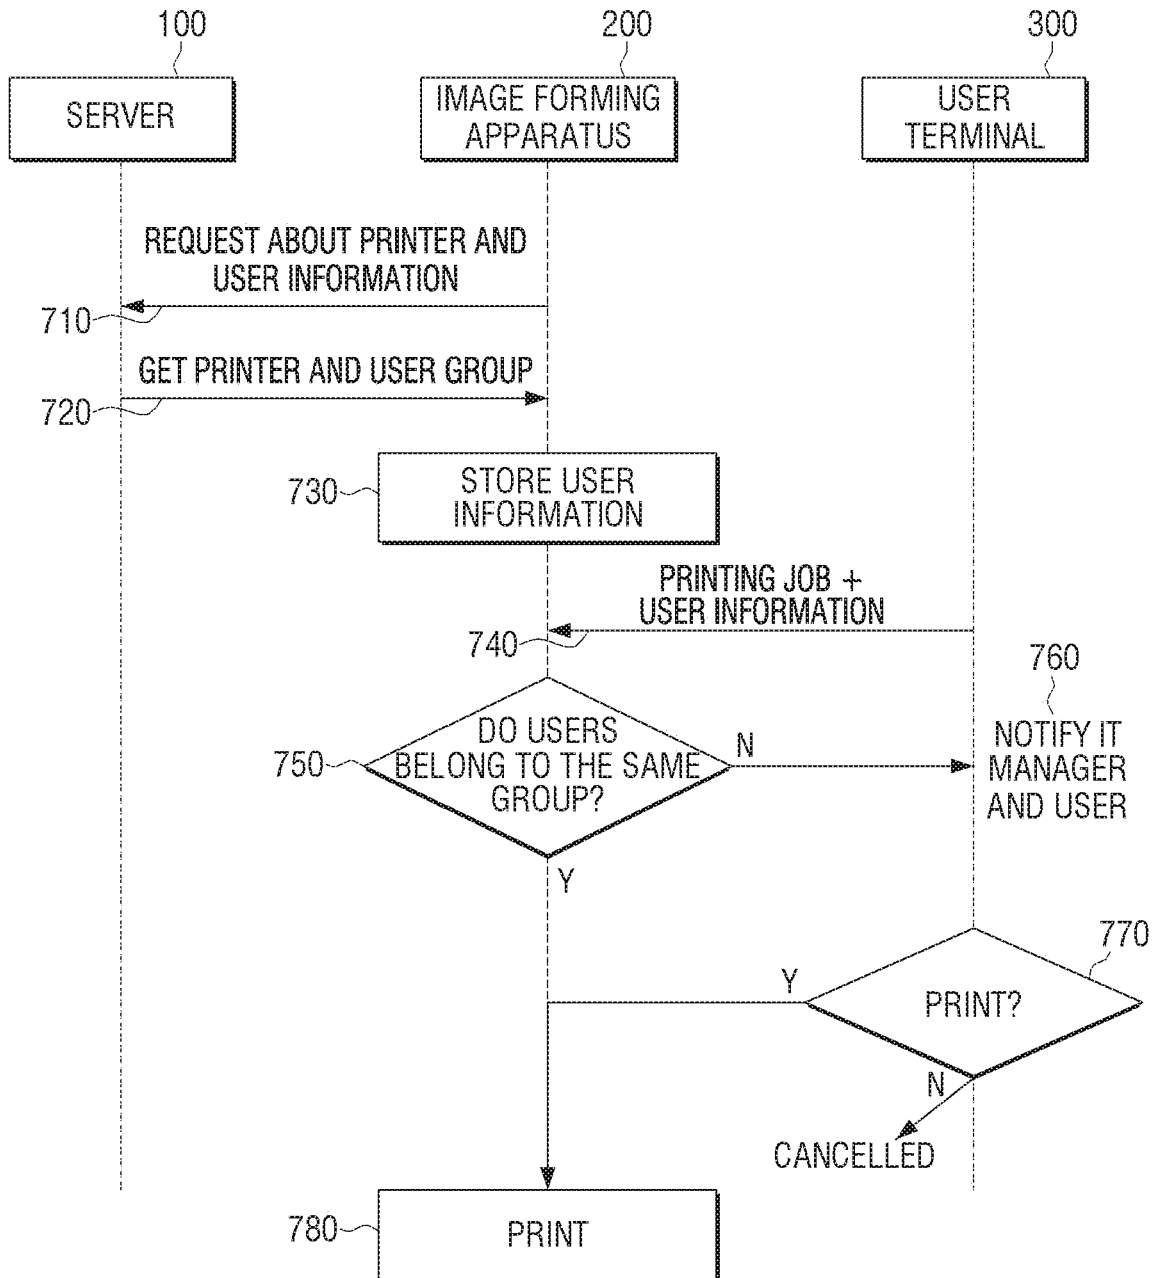 100
200
300
SERVER
IMAGE FORMING
APPARATUS
USER
TERMINAL
REQUEST ABOUT PRINTER AND
USER INFORMATION
710
GET PRINTER AND USER GROUP
720
730
STORE USER
INFORMATION
PRINTING JOB +
USER INFORMATION
740
750
DO USERS
BELONG TO THE SAME
GROUP?
N
Y
760
NOTIFY IT
MANAGER
AND USER
770
PRINT?
Y
N
CANCELLED
780
PRINT